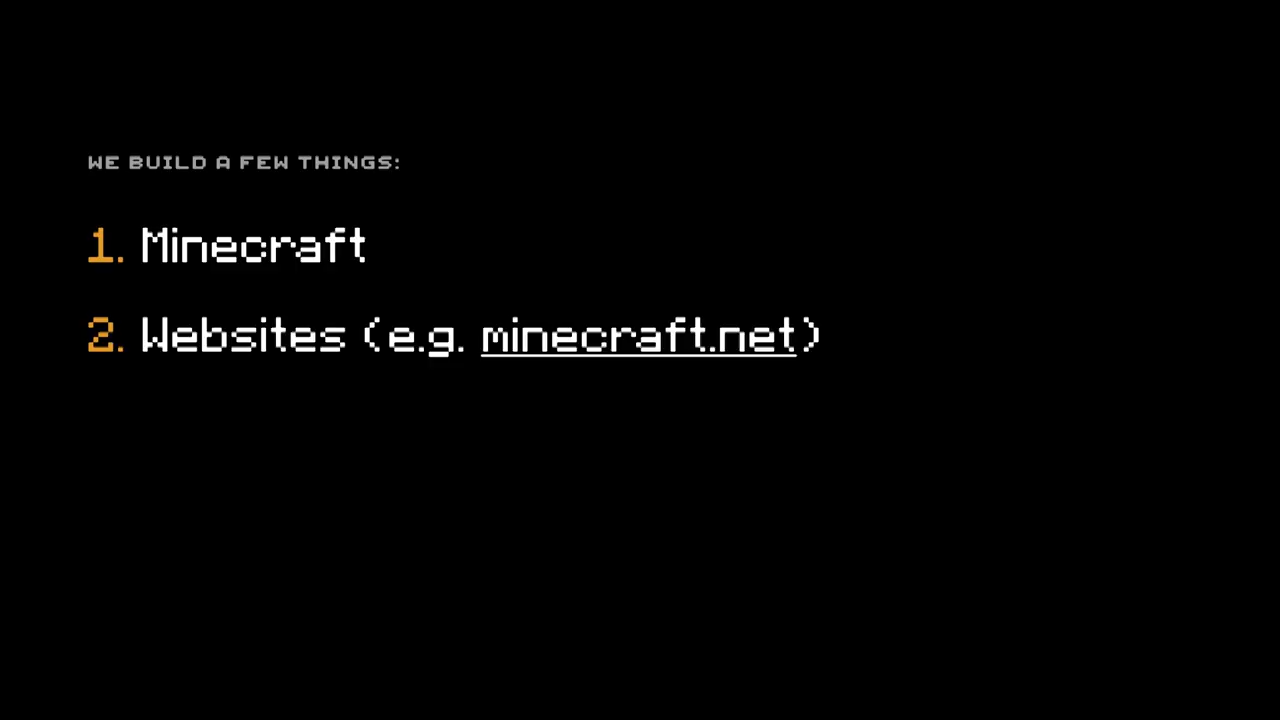 WE BUILD A FEW THINGS:
1. Minecraft
2. Websites (e.g. minecraft.net)